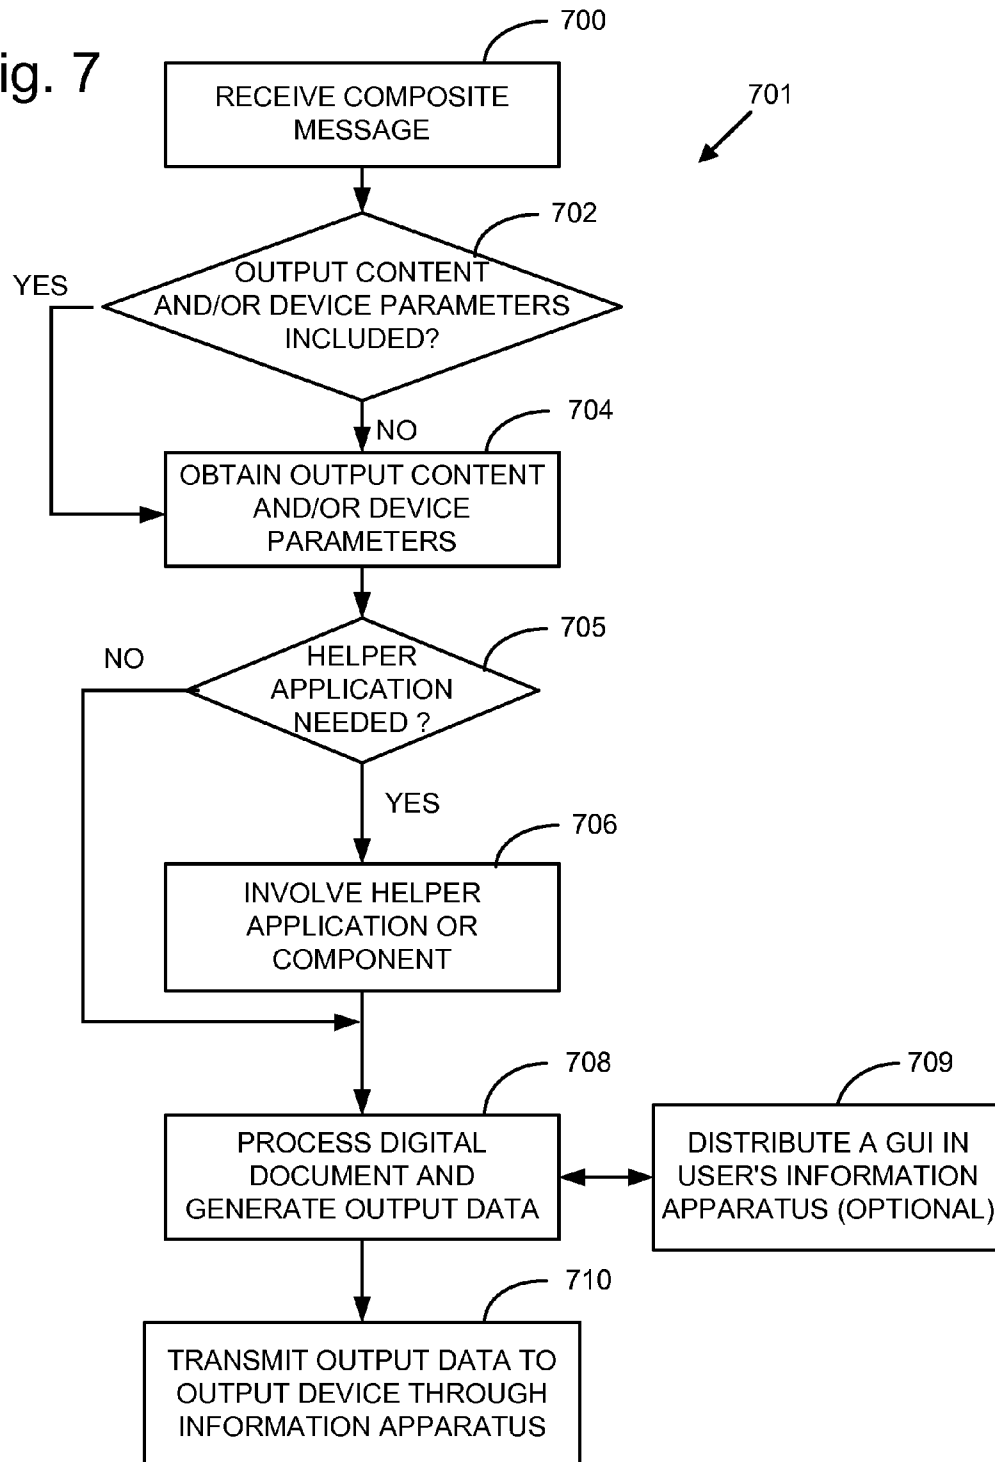 ig. 7
700
RECEIVE COMPOSITE
MESSAGE
701
702
OUTPUT CONTENT
AND/OR DEVICE PARAMETERS
INCLUDED?
YES
NO
704
OBTAIN OUTPUT CONTENT
AND/OR DEVICE
PARAMETERS
705
HELPER
APPLICATION
NEEDED ?
NO
YES
706
INVOLVE HELPER
APPLICATION OR
COMPONENT
708
PROCESS DIGITAL
DOCUMENT AND
GENERATE OUTPUT DATA
709
DISTRIBUTE A GUI IN
USER'S INFORMATION
APPARATUS (OPTIONAL)
710
TRANSMIT OUTPUT DATA TO
OUTPUT DEVICE THROUGH
INFORMATION APPARATUS